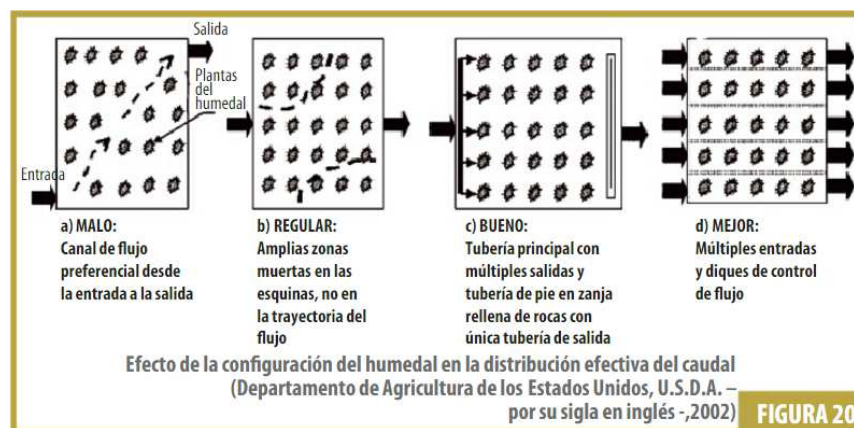 Salida
Plantas
del
humedal
Entrada
a) MALO:
Canal de flujo
preferencial desde
la entrada a la salida
b) REGULAR:
Amplias zonas
muertas en las
esquinas, no en
la trayectoria del
flujo
c) BUENO:
Tubería principal con
múltiples salidas y
tubería de pie en zanja
rellena de rocas con
única tubería de salida
d) MEJOR:
Múltiples entradas
y diques de control
de flujo
Efecto de la configuración del humedal en la distribución efectiva del caudal
(Departamento de Agricultura de los Estados Unidos, U.S.D.A. –
por su sigla en inglés -,2002)
FIGURA 20